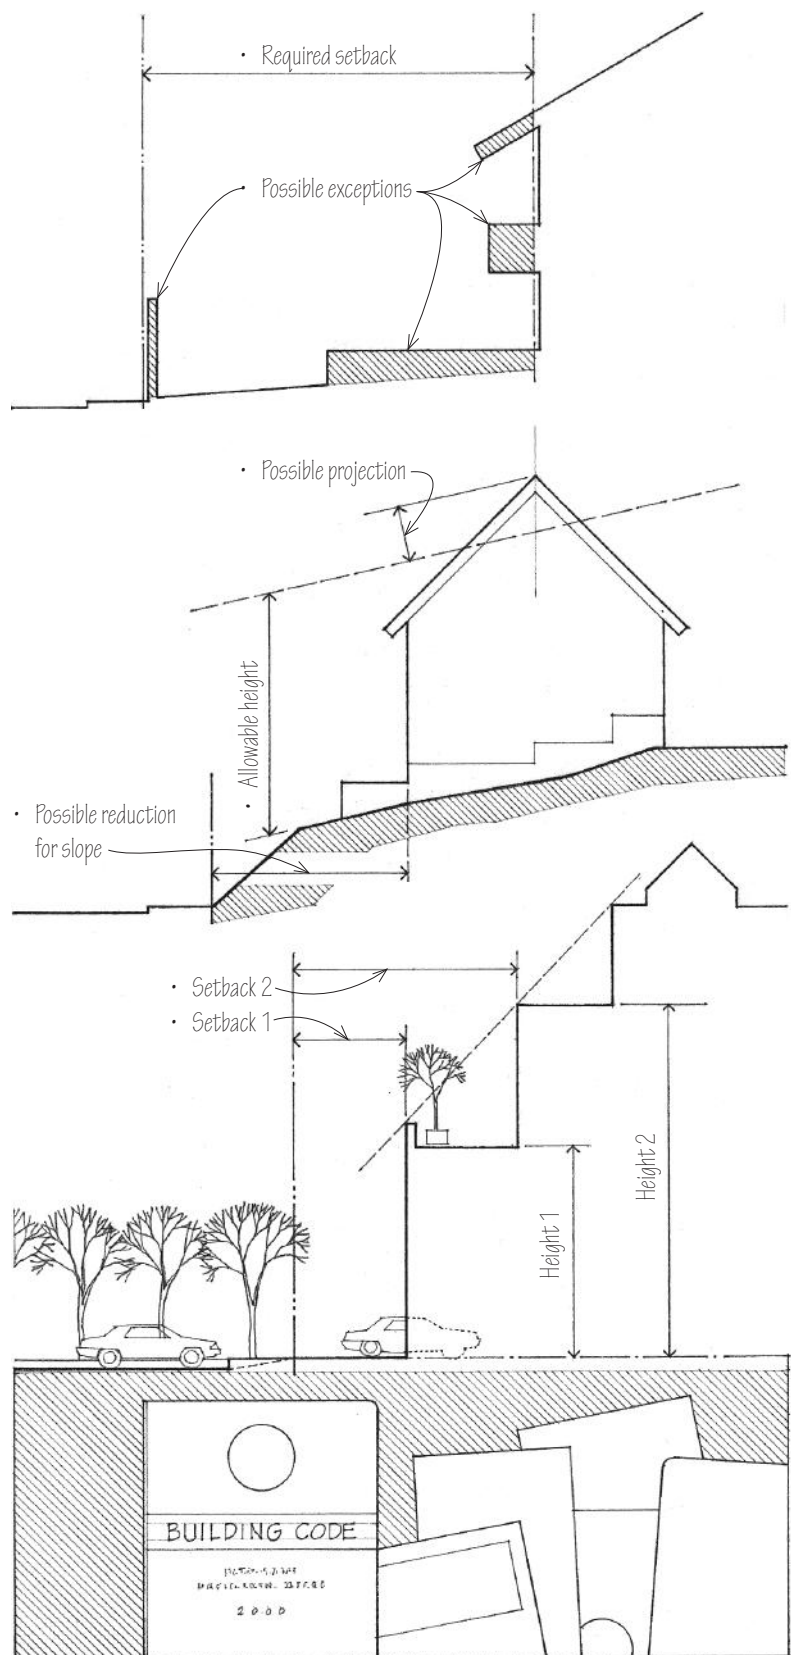 • Required setback
• Possible exceptions
• Possible projection
• Allowable height
• Possible reduction
for slope
• Setback 2
• Setback 1
Height 1
Height 2
BUILDING CODE
2000